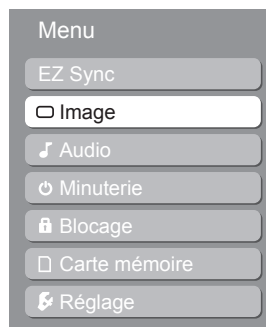 Menu
EZ Sync
Image
Audio
Minuterie
Blocage
Carte mémoire
Réglage